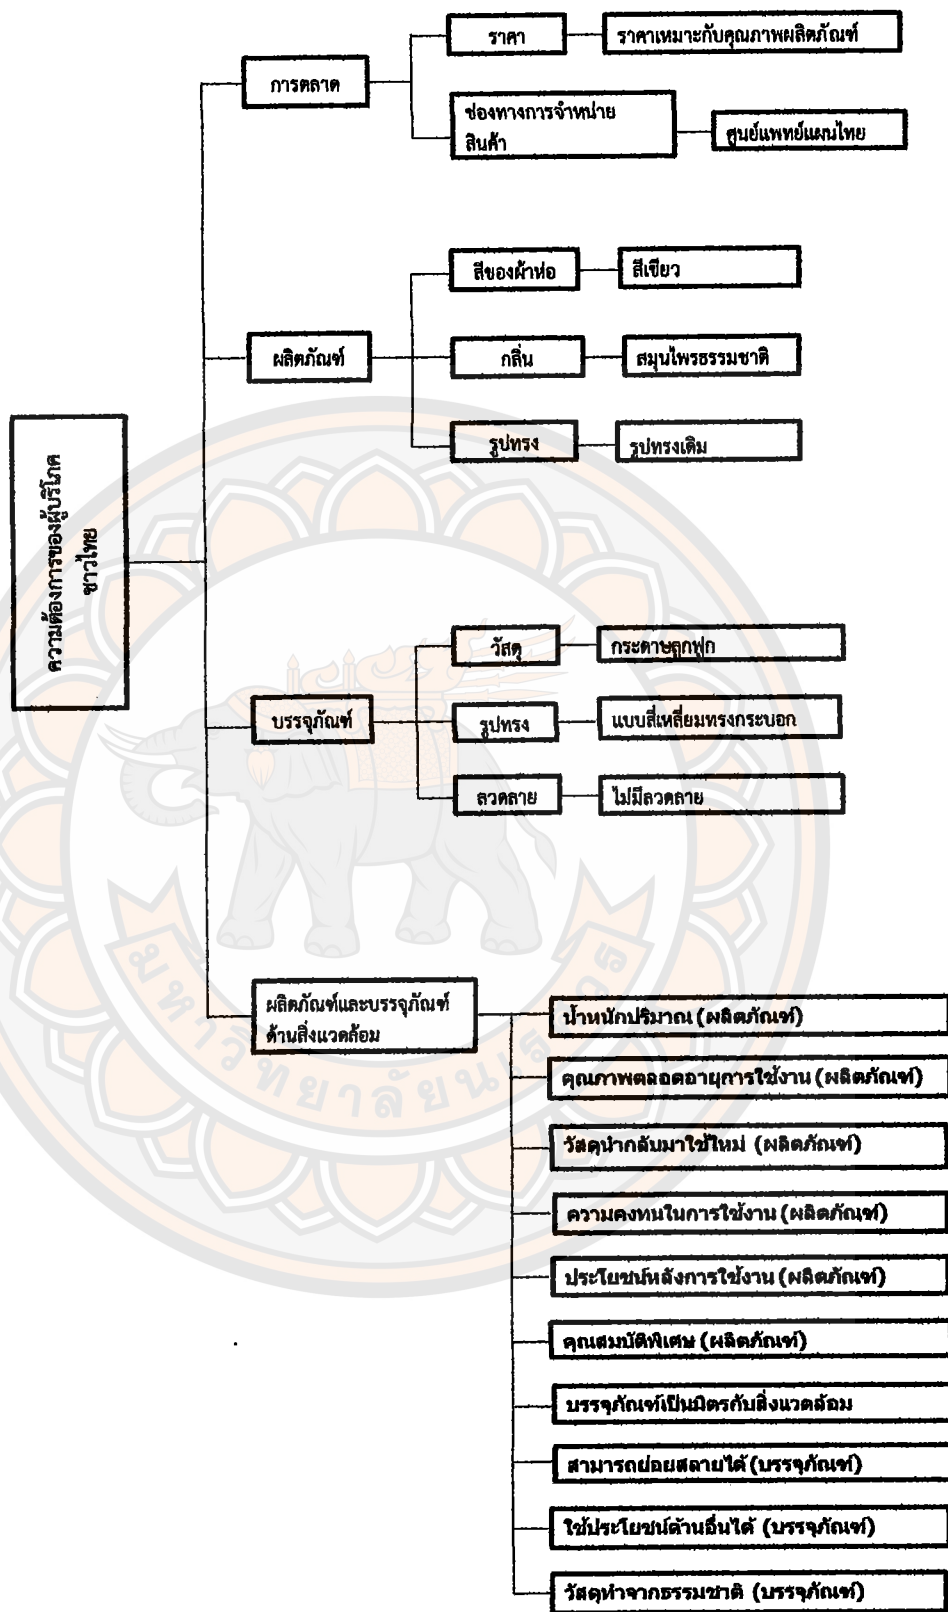 ความต้องการของผู้บริโภค
ชาวไทย
การตลาด
ราคา
ราคาเหมาะกับคุณภาพผลิตภัณฑ์
ช่องทางการจำหน่าย
สินค้า
ศูนย์แพทย์แผนไทย
ผลิตภัณฑ์
สีของผ้าห่อ
สีเขียว
กลิ่น
สมุนไพรธรรมชาติ
รูปทรง
รูปทรงเดิม
บรรจุภัณฑ์
วัสดุ
กระดาษลูกฟูก
รูปทรง
แบบสี่เหลี่ยมทรงกระบอก
ลวดลาย
ไม่มีลวดลาย
ผลิตภัณฑ์และบรรจุภัณฑ์
ด้านสิ่งแวดล้อม
น้ำหนักปริมาณ (ผลิตภัณฑ์)
คุณภาพตลอดอายุการใช้งาน (ผลิตภัณฑ์)
วัสดุนำกลับมาใช้ใหม่ (ผลิตภัณฑ์)
ความคงทนในการใช้งาน (ผลิตภัณฑ์)
ประโยชน์หลังการใช้งาน (ผลิตภัณฑ์)
คุณสมบัติพิเศษ (ผลิตภัณฑ์)
บรรจุภัณฑ์เป็นมิตรกับสิ่งแวดล้อม
สามารถย่อยสลายได้ (บรรจุภัณฑ์)
ใช้ประโยชน์ด้านอื่นได้ (บรรจุภัณฑ์)
วัสดุทำจากธรรมชาติ (บรรจุภัณฑ์)
มหาวิทยาลัยนเรศวร